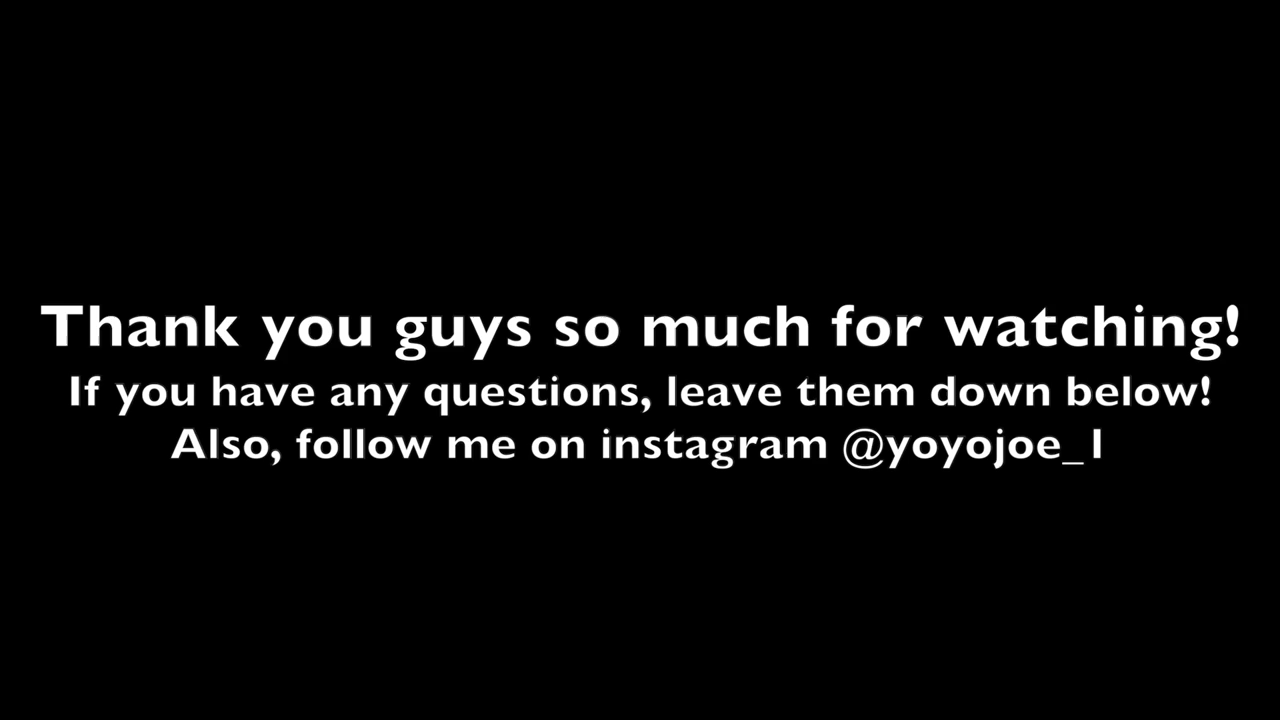 Thank you guys so much for watching!
If you have any questions, leave them down below!
Also, follow me on instagram @yoyojoe_1